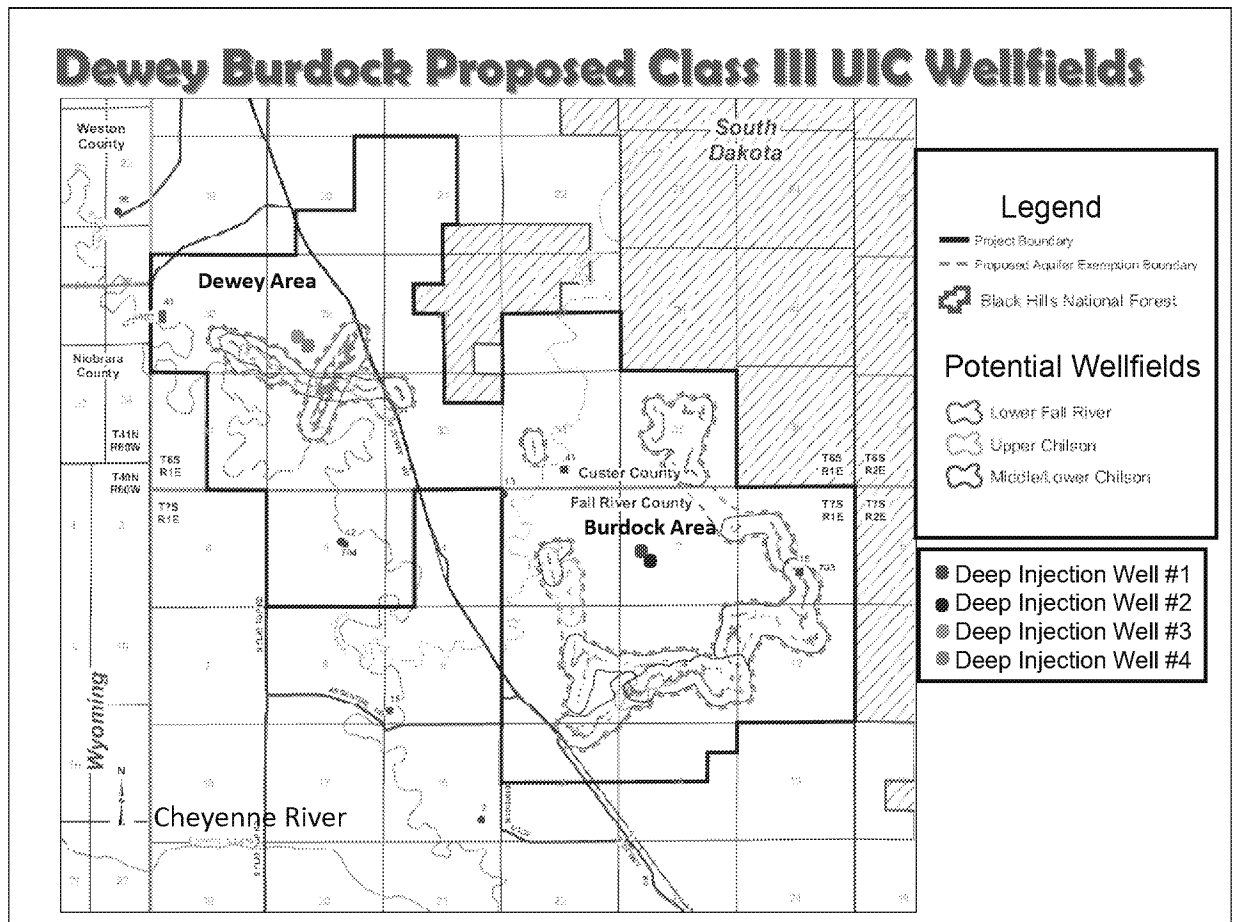 Dewey Burdock Proposed Class III UIC Wellfields
Weston
County
South
Dakota
Dewey Area
Niobrara
County
T41N
R60W
T40N
R60W
T6S
R1E
T7S
R1E
Custer County
Fall River County
Burdock Area
T6S
R1E
T6S
R2E
T7S
R1E
T7S
R2E
Wyoming
N
Cheyenne River
Legend
Project Boundary
Proposed Aquifer Exemption Boundary
Black Hills National Forest
Potential Wellfields
Lower Fall River
Upper Chilson
Middle/Lower Chilson
Deep Injection Well #1
Deep Injection Well #2
Deep Injection Well #3
Deep Injection Well #4